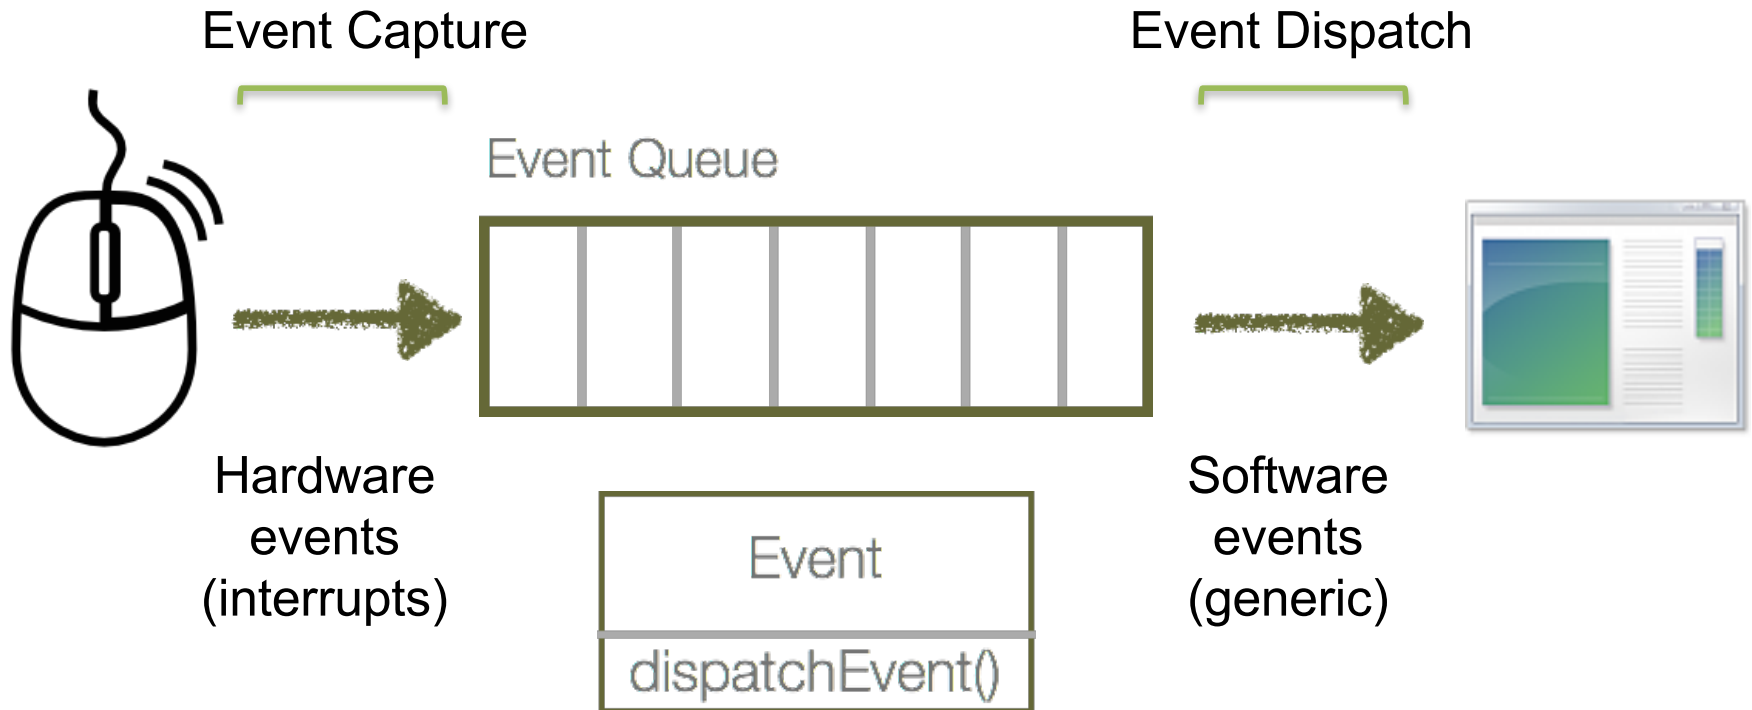 Event Capture
Event Dispatch
Event Queue
Hardware
events
(interrupts)
Software
events
(generic)
Event
dispatchEvent()